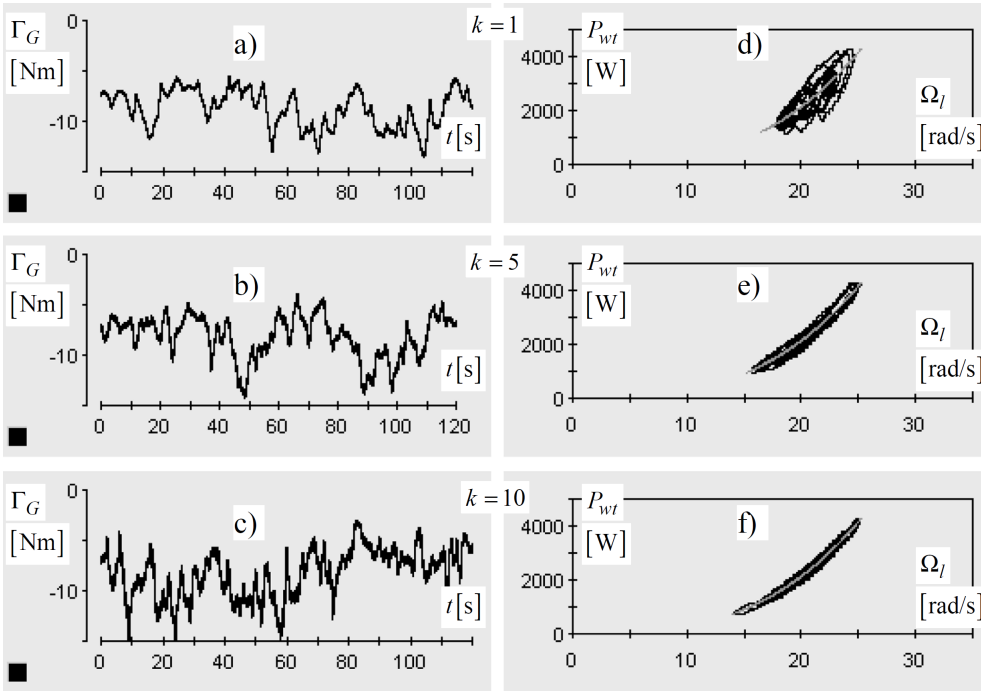 Γ_G
[Nm]
0
-10
a)
k = 1
t[s]
0 20 40 60 80 100
P_wt
[W]
4000
2000
0
d)
Ω_l
[rad/s]
0 10 20 30
Γ_G
[Nm]
0
-10
b)
k = 5
t[s]
0 20 40 60 80 100 120
P_wt
[W]
4000
2000
0
e)
Ω_l
[rad/s]
0 10 20 30
Γ_G
[Nm]
0
-10
c)
k = 10
t[s]
0 20 40 60 80 100
P_wt
[W]
4000
2000
0
f)
Ω_l
[rad/s]
0 10 20 30